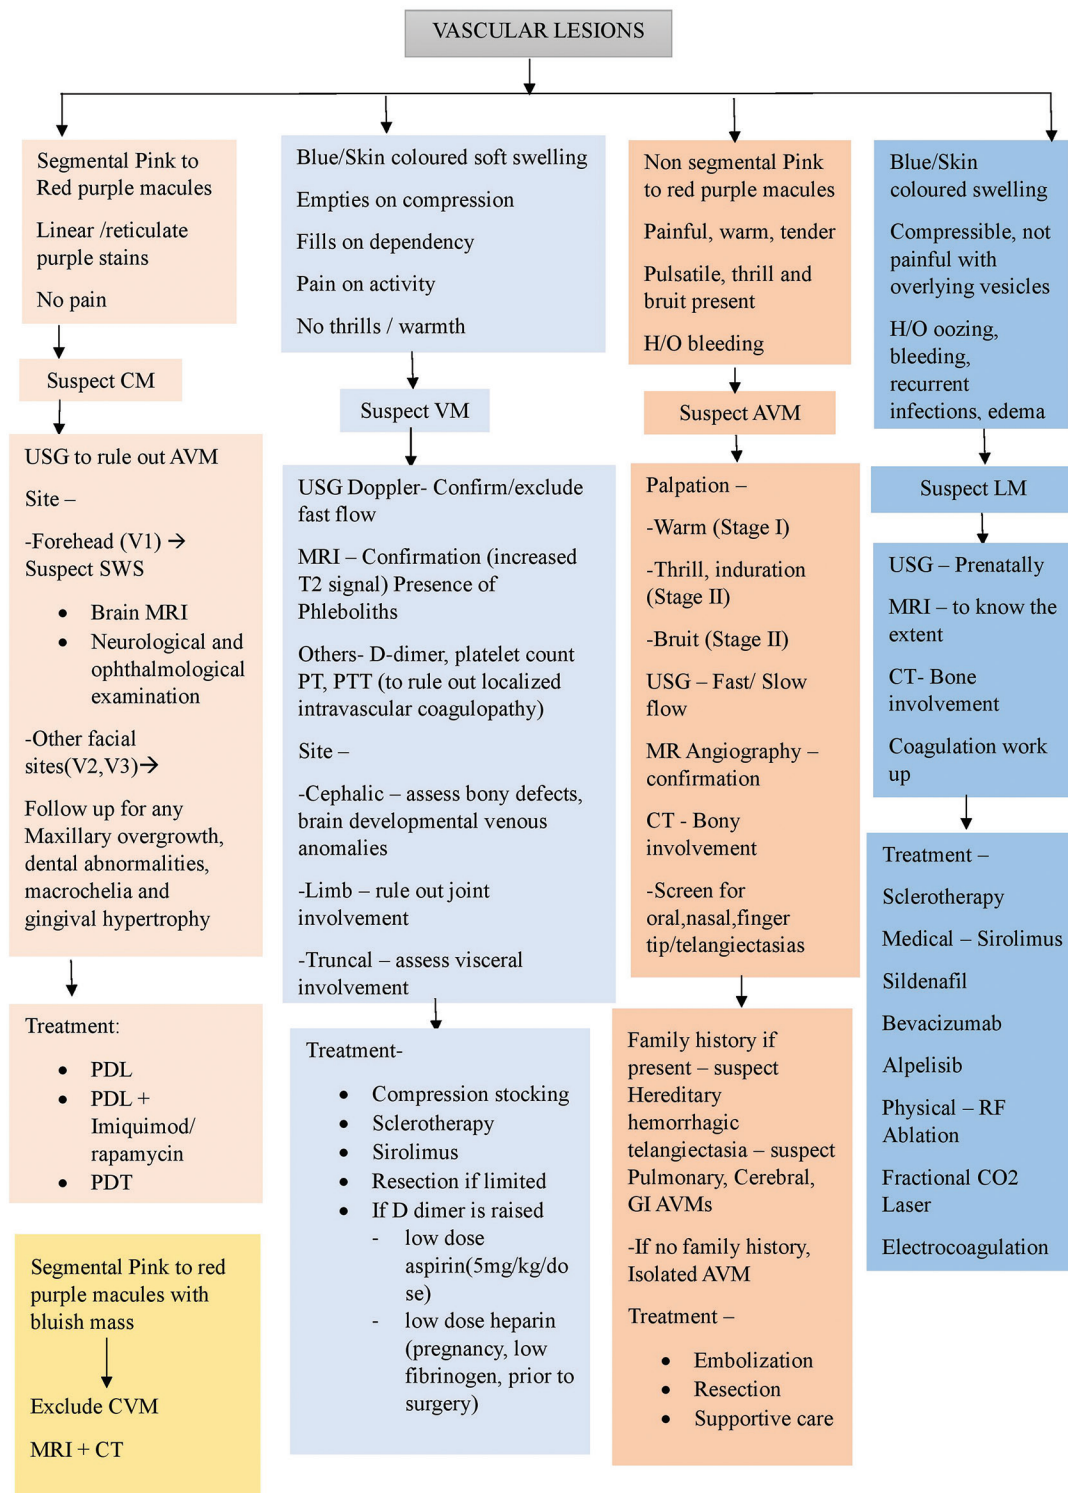 VASCULAR LESIONS
Segmental Pink to
Red purple macules
Linear /reticulate
purple stains
No pain
Suspect CM
USG to rule out AVM
Site –
-Forehead (V1) →
Suspect SWS
• Brain MRI
• Neurological and
ophthalmological
examination
-Other facial
sites(V2,V3)→
Follow up for any
Maxillary overgrowth,
dental abnormalities,
macrochelia and
gingival hypertrophy
Treatment:
• PDL
• PDL +
Imiquimod/
rapamycin
• PDT
Segmental Pink to red
purple macules with
bluish mass
Exclude CVM
MRI + CT
Blue/Skin coloured soft swelling
Empties on compression
Fills on dependency
Pain on activity
No thrills / warmth
Suspect VM
USG Doppler- Confirm/exclude
fast flow
MRI – Confirmation (increased
T2 signal) Presence of
Phleboliths
Others- D-dimer, platelet count
PT, PTT (to rule out localized
intravascular coagulopathy)
Site –
-Cephalic – assess bony defects,
brain developmental venous
anomalies
-Limb – rule out joint
involvement
-Truncal – assess visceral
involvement
Treatment-
• Compression stocking
• Sclerotherapy
• Sirolimus
• Resection if limited
• If D dimer is raised
- low dose
aspirin(5mg/kg/do
se)
- low dose heparin
(pregnancy, low
fibrinogen, prior to
surgery)
Non segmental Pink
to red purple macules
Painful, warm, tender
Pulsatile, thrill and
bruit present
H/O bleeding
Suspect AVM
Palpation –
-Warm (Stage I)
-Thrill, induration
(Stage II)
-Bruit (Stage II)
USG – Fast/ Slow
flow
MR Angiography –
confirmation
CT - Bony
involvement
-Screen for
oral,nasal,finger
tip/telangiectasias
Family history if
present – suspect
Hereditary
hemorrhagic
telangiectasia – suspect
Pulmonary, Cerebral,
GI AVMs
-If no family history,
Isolated AVM
Treatment –
• Embolization
• Resection
• Supportive care
Blue/Skin
coloured swelling
Compressible, not
painful with
overlying vesicles
H/O oozing,
bleeding,
recurrent
infections, edema
Suspect LM
USG – Prenatally
MRI – to know the
extent
CT- Bone
involvement
Coagulation work
up
Treatment –
Sclerotherapy
Medical – Sirolimus
Sildenafil
Bevacizumab
Alpelisib
Physical – RF
Ablation
Fractional CO2
Laser
Electrocoagulation